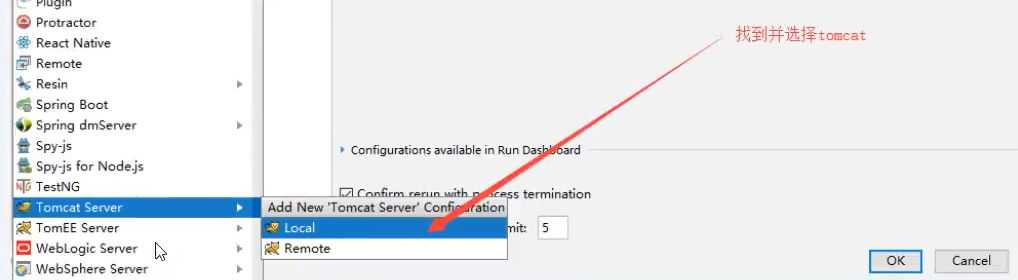 Plugin
Protractor
React Native
Remote
Resin
Spring Boot
Spring dmServer
Spy-js
Spy-js for Node.js
TestNG
Tomcat Server
TomEE Server
WebLogic Server
WebSphere Server
Add New 'Tomcat Server' Configuration
Local
Remote
找到并选择tomcat
Configurations available in Run Dashboard
Confirm rerun with process termination
mit: 5
OK
Cancel